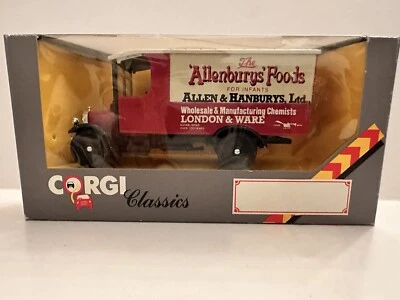 The
'Allenburys' Foods
FOR INFANTS
ALLEN & HANBURYS, Ltd.,
Wholesale & Manufacturing Chemists
LONDON & WARE
CORGI
Classics